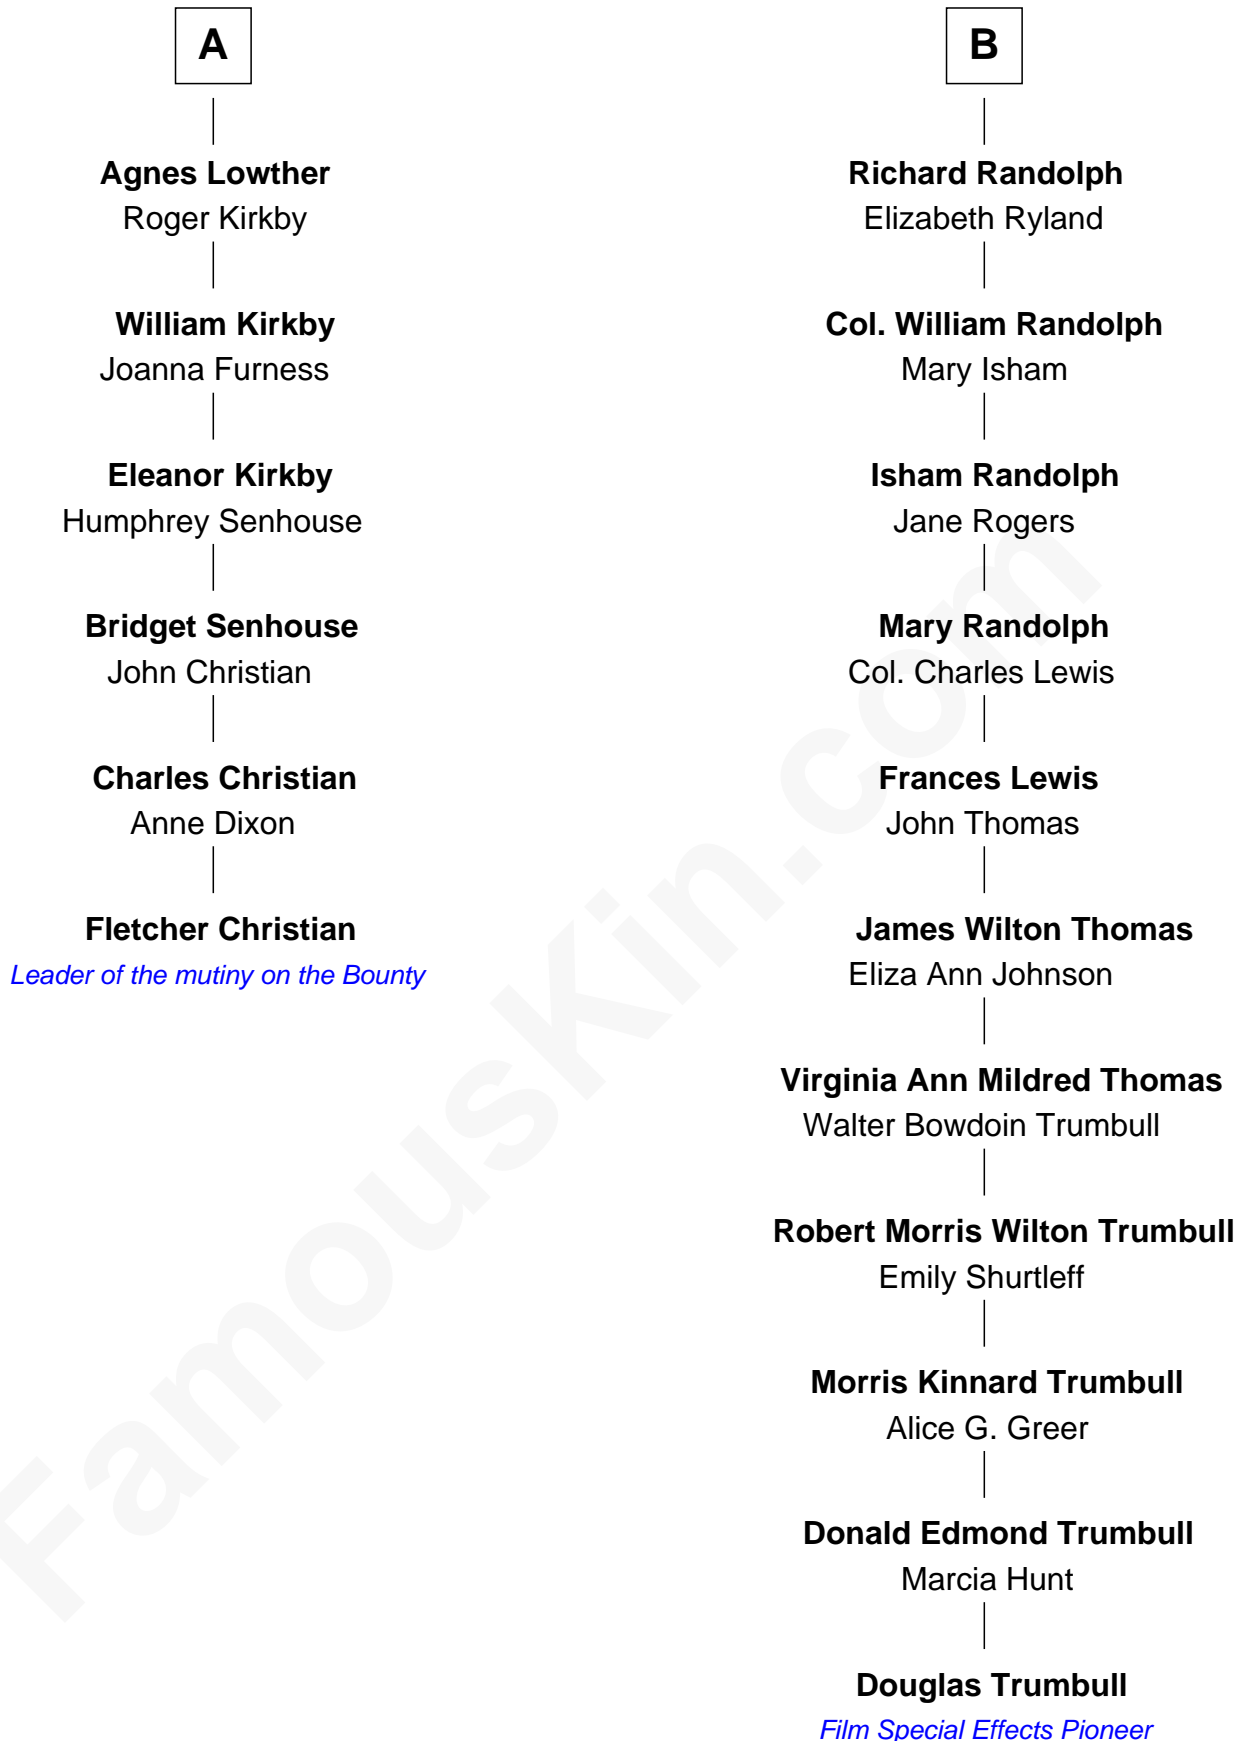 A
Agnes Lowther
Roger Kirkby
William Kirkby
Joanna Furness
Eleanor Kirkby
Humphrey Senhouse
Bridget Senhouse
John Christian
Charles Christian
Anne Dixon
Fletcher Christian
Leader of the mutiny on the Bounty
B
Richard Randolph
Elizabeth Ryland
Col. William Randolph
Mary Isham
Isham Randolph
Jane Rogers
Mary Randolph
Col. Charles Lewis
Frances Lewis
John Thomas
James Wilton Thomas
Eliza Ann Johnson
Virginia Ann Mildred Thomas
Walter Bowdoin Trumbull
Robert Morris Wilton Trumbull
Emily Shurtleff
Morris Kinnard Trumbull
Alice G. Greer
Donald Edmond Trumbull
Marcia Hunt
Douglas Trumbull
Film Special Effects Pioneer
FamousKin.com